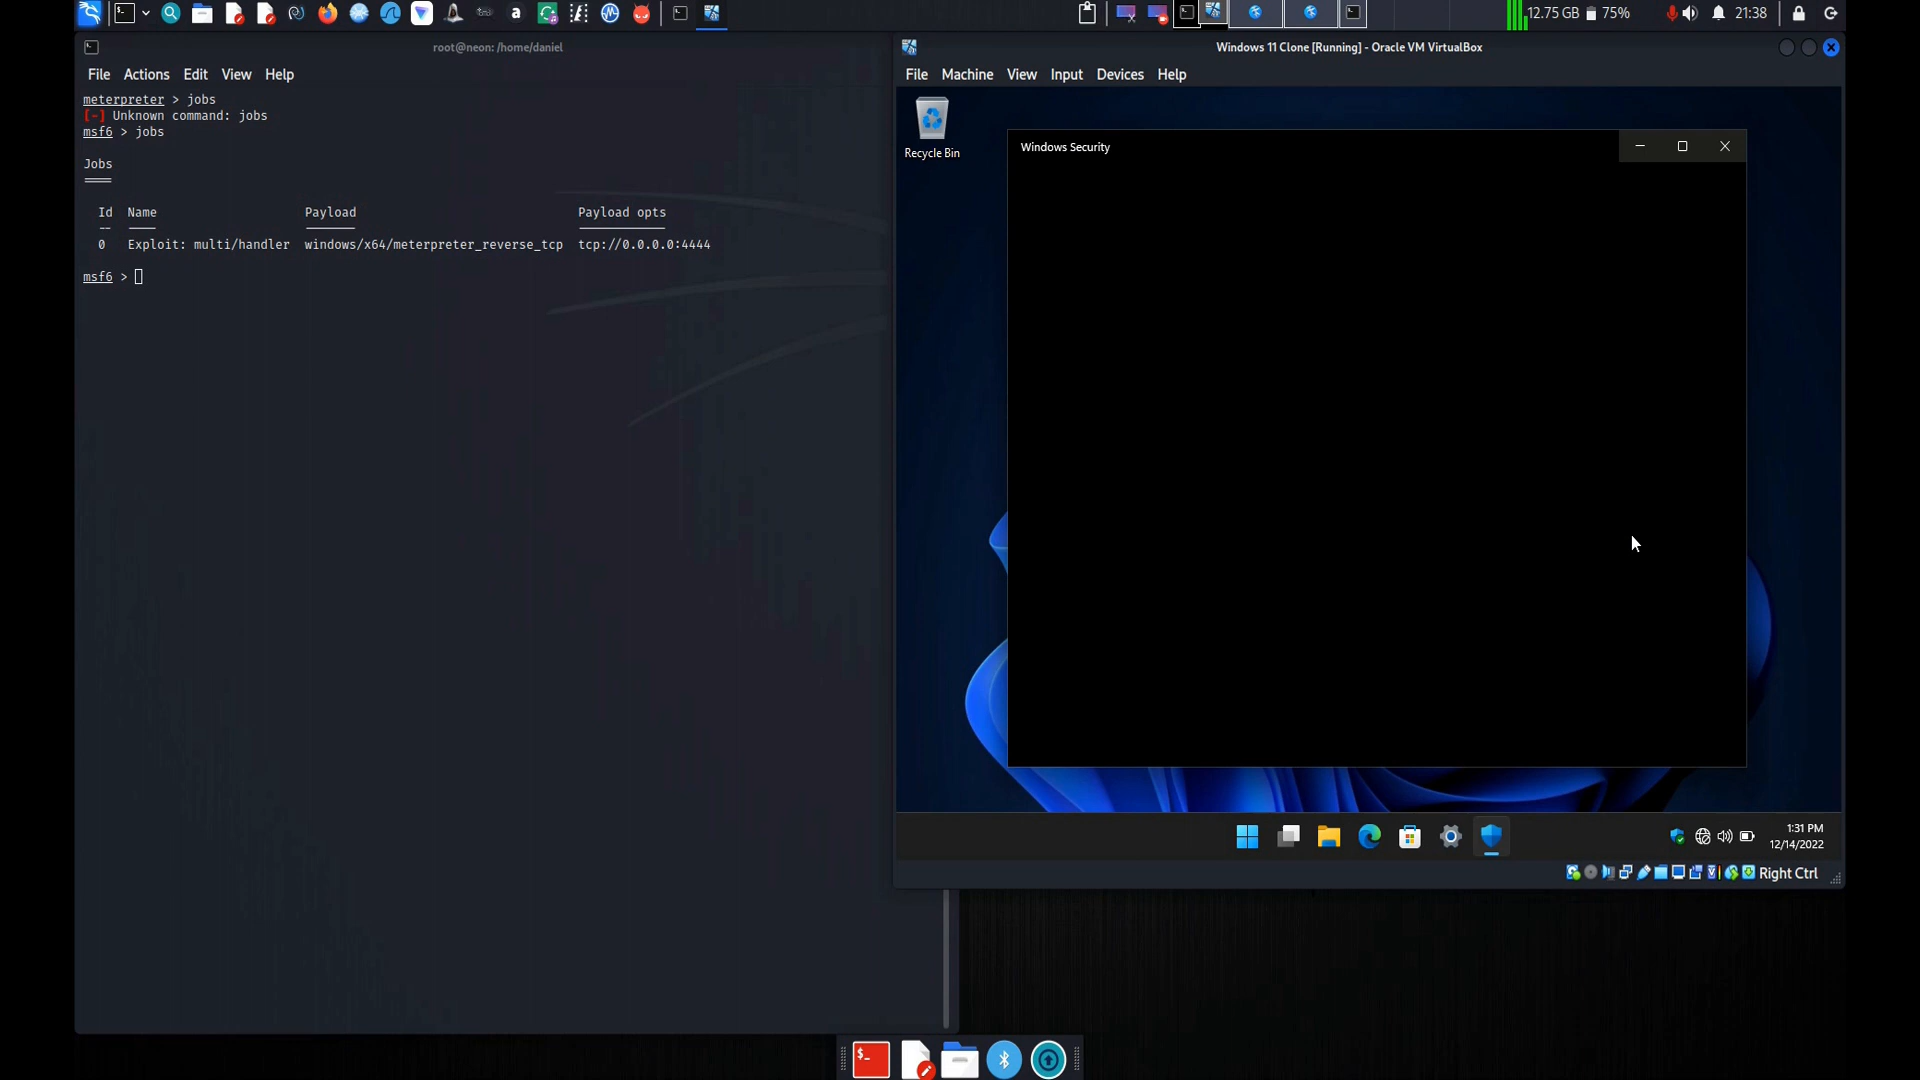 12.75 GB 75% 21:38
root@neon: /home/daniel
File Actions Edit View Help
meterpreter > jobs
[-] Unknown command: jobs
msf6 > jobs
Jobs
====
Id Name Payload Payload opts
-- ---- ------- ------------
0 Exploit: multi/handler windows/x64/meterpreter_reverse_tcp tcp://0.0.0.0:4444
msf6 >
Windows 11 Clone [Running] - Oracle VM VirtualBox
File Machine View Input Devices Help
Recycle Bin
Windows Security
1:31 PM
12/14/2022
Right Ctrl
$_